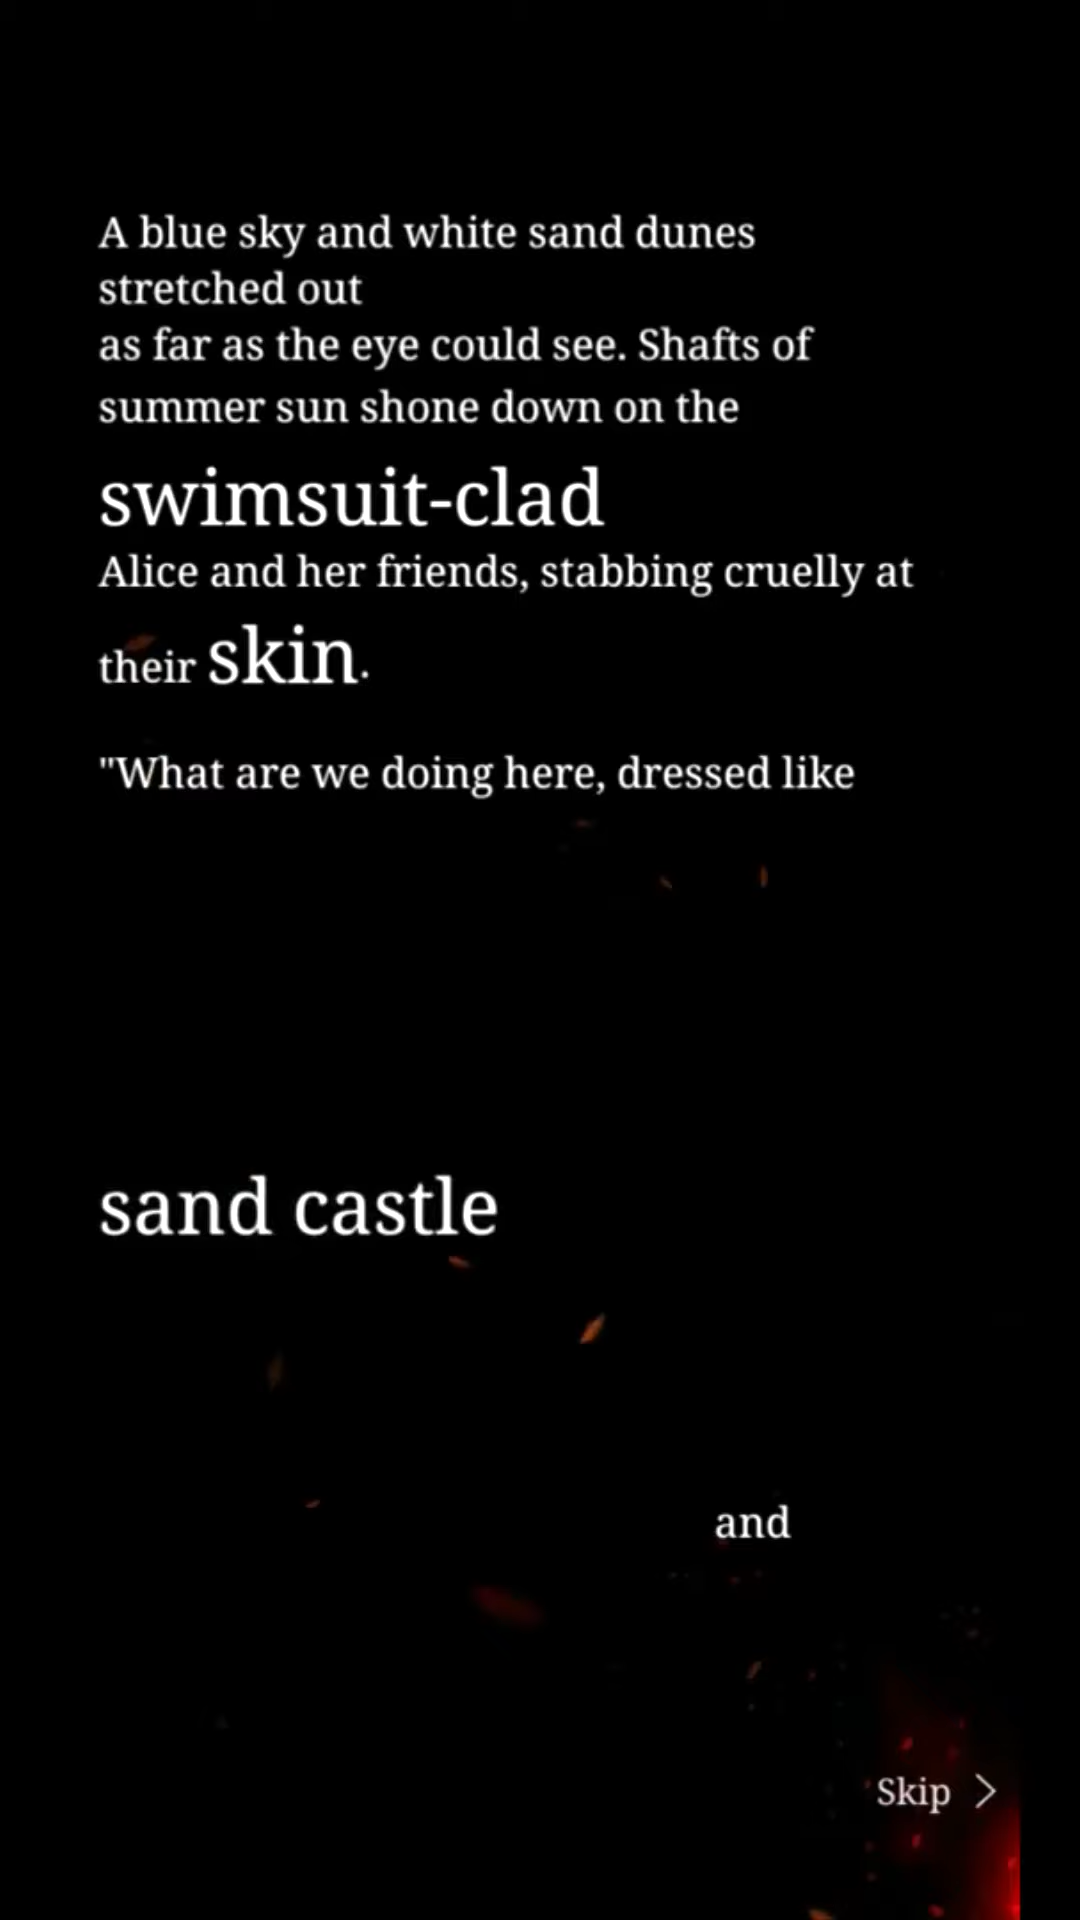 A blue sky and white sand dunes
stretched out
as far as the eye could see. Shafts of
summer sun shone down on the
swimsuit-clad
Alice and her friends, stabbing cruelly at
their skin.
"What are we doing here, dressed like
sand castle
and
Skip >